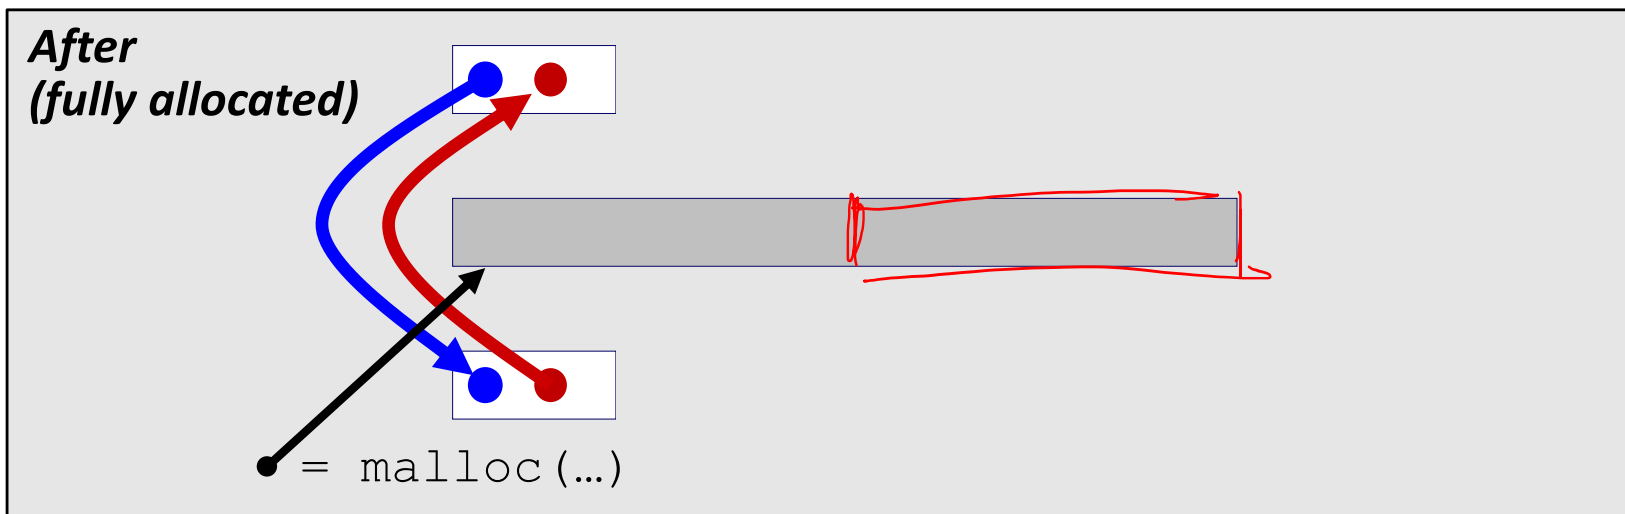 After
(fully allocated)
= malloc(…)